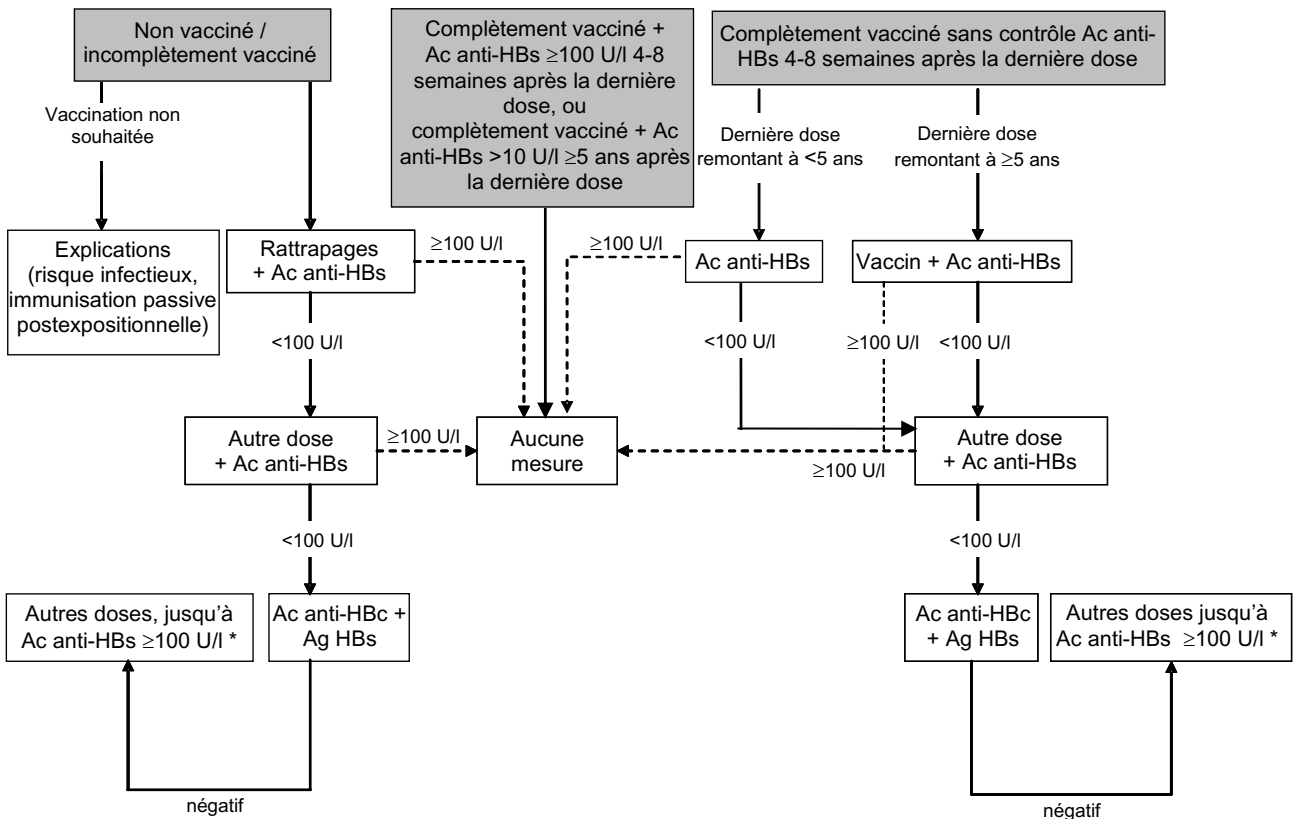 Non vacciné /
incomplètement vacciné
Complètement vacciné +
Ac anti-HBs ≥100 U/l 4-8
semaines après la dernière
dose, ou
complètement vacciné + Ac
anti-HBs >10 U/l ≥5 ans après
la dernière dose
Complètement vacciné sans contrôle Ac anti-
HBs 4-8 semaines après la dernière dose
Vaccination non
souhaitée
Dernière dose
remontant à <5 ans
Dernière dose
remontant à ≥5 ans
Explications
(risque infectieux,
immunisation passive
postexpositionnelle)
Rattrapages
+ Ac anti-HBs
≥100 U/l
≥100 U/l
Ac anti-HBs
Vaccin + Ac anti-HBs
<100 U/l
<100 U/l
≥100 U/l
<100 U/l
Autre dose
+ Ac anti-HBs
≥100 U/l
Aucune
mesure
≥100 U/l
Autre dose
+ Ac anti-HBs
<100 U/l
<100 U/l
Autres doses, jusqu'à
Ac anti-HBs ≥100 U/l *
Ac anti-HBc +
Ag HBs
Ac anti-HBc
+ Ag HBs
Autres doses jusqu'à
Ac anti-HBs ≥100 U/l *
négatif
négatif